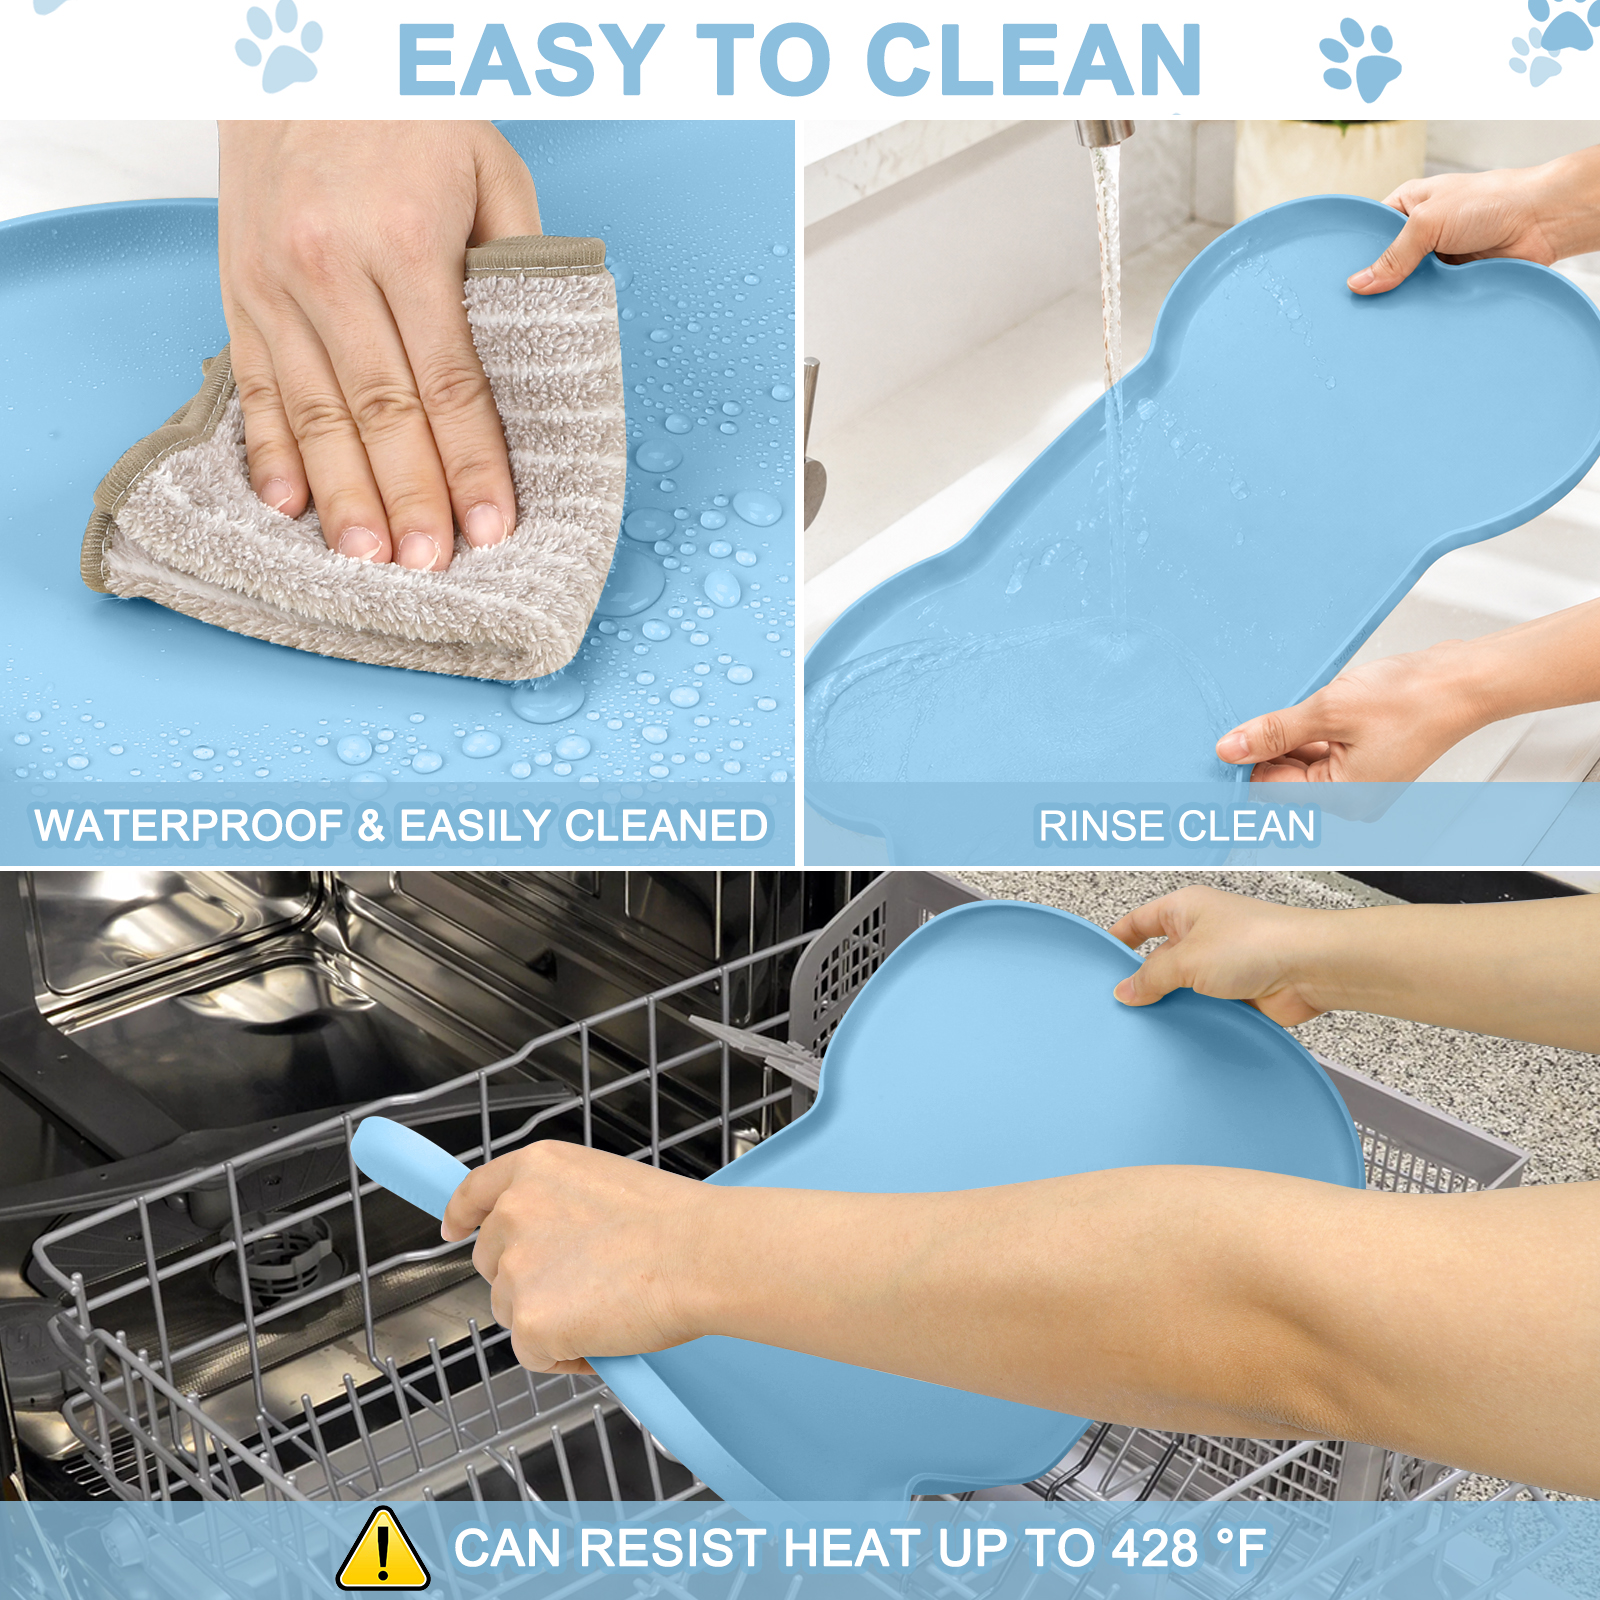 EASY TO CLEAN
WATERPROOF & EASILY CLEANED
RINSE CLEAN
CAN RESIST HEAT UP TO 428 °F